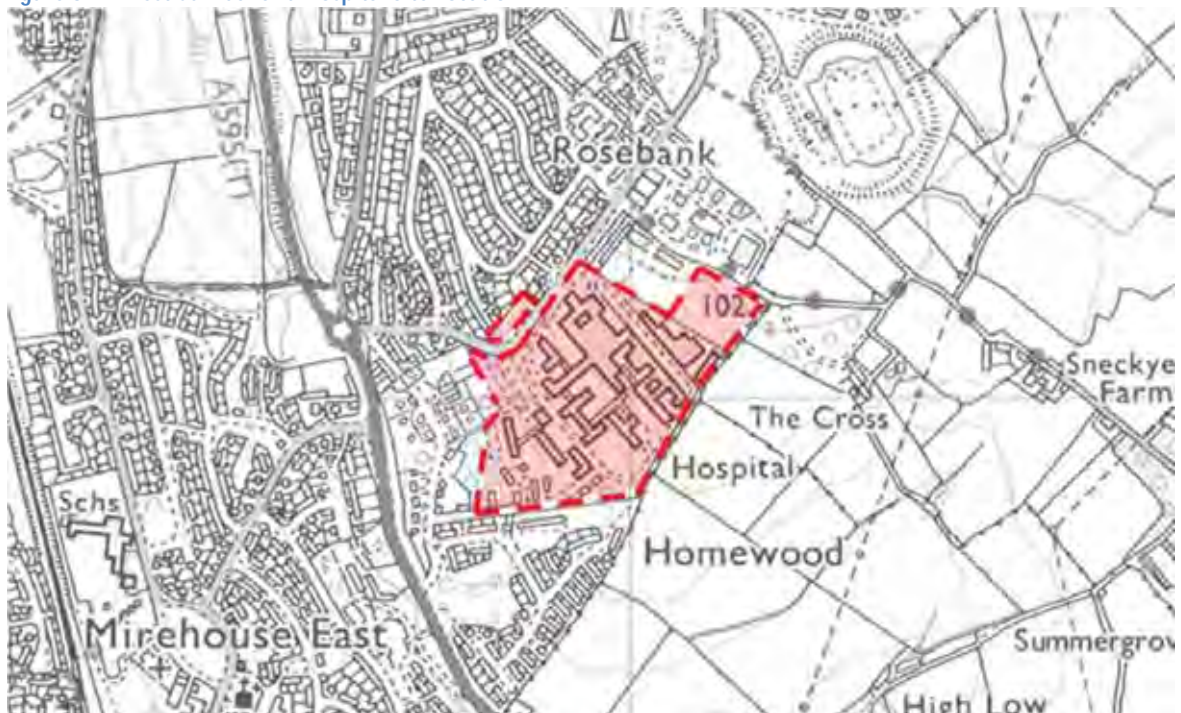 A595(T)
Rosebank
102
Sneckye
Farm
The Cross
Hospital
Schs
Homewood
Mirehouse East
Summergrov
High Low